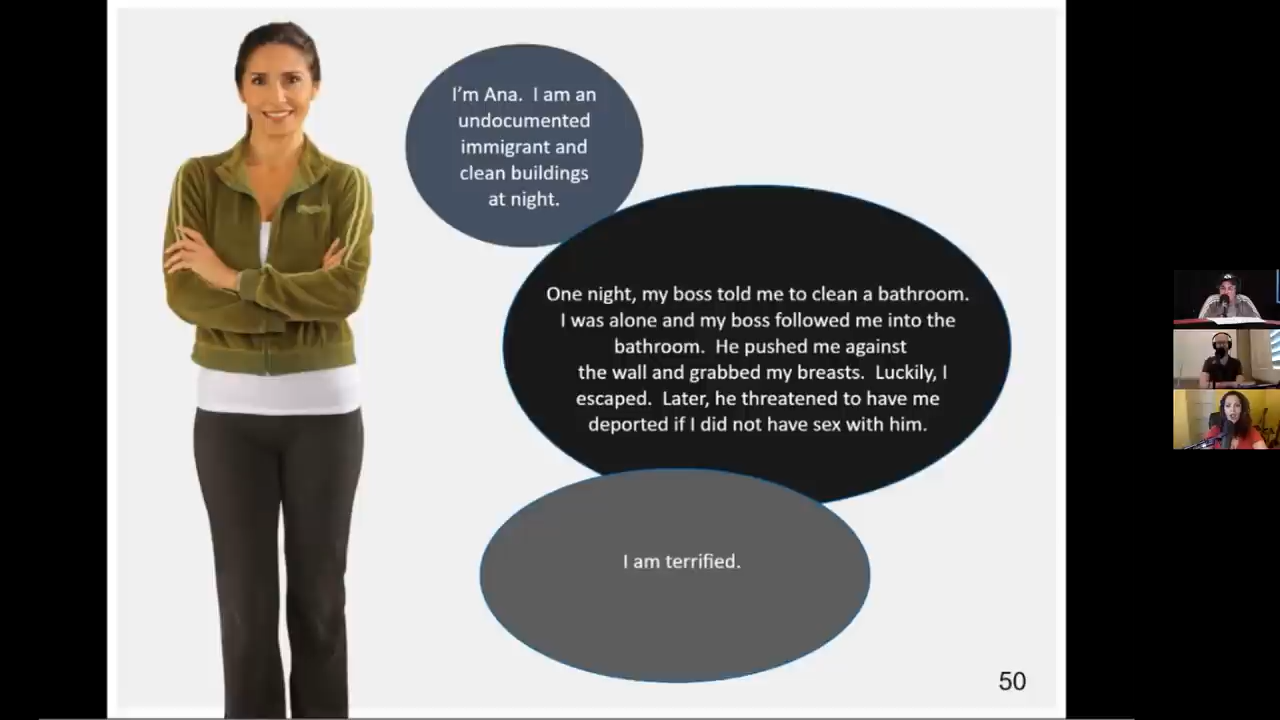 I'm Ana. I am an
undocumented
immigrant and
clean buildings
at night.
One night, my boss told me to clean a bathroom.
I was alone and my boss followed me into the
bathroom. He pushed me against
the wall and grabbed my breasts. Luckily, I
escaped. Later, he threatened to have me
deported if I did not have sex with him.
I am terrified.
50